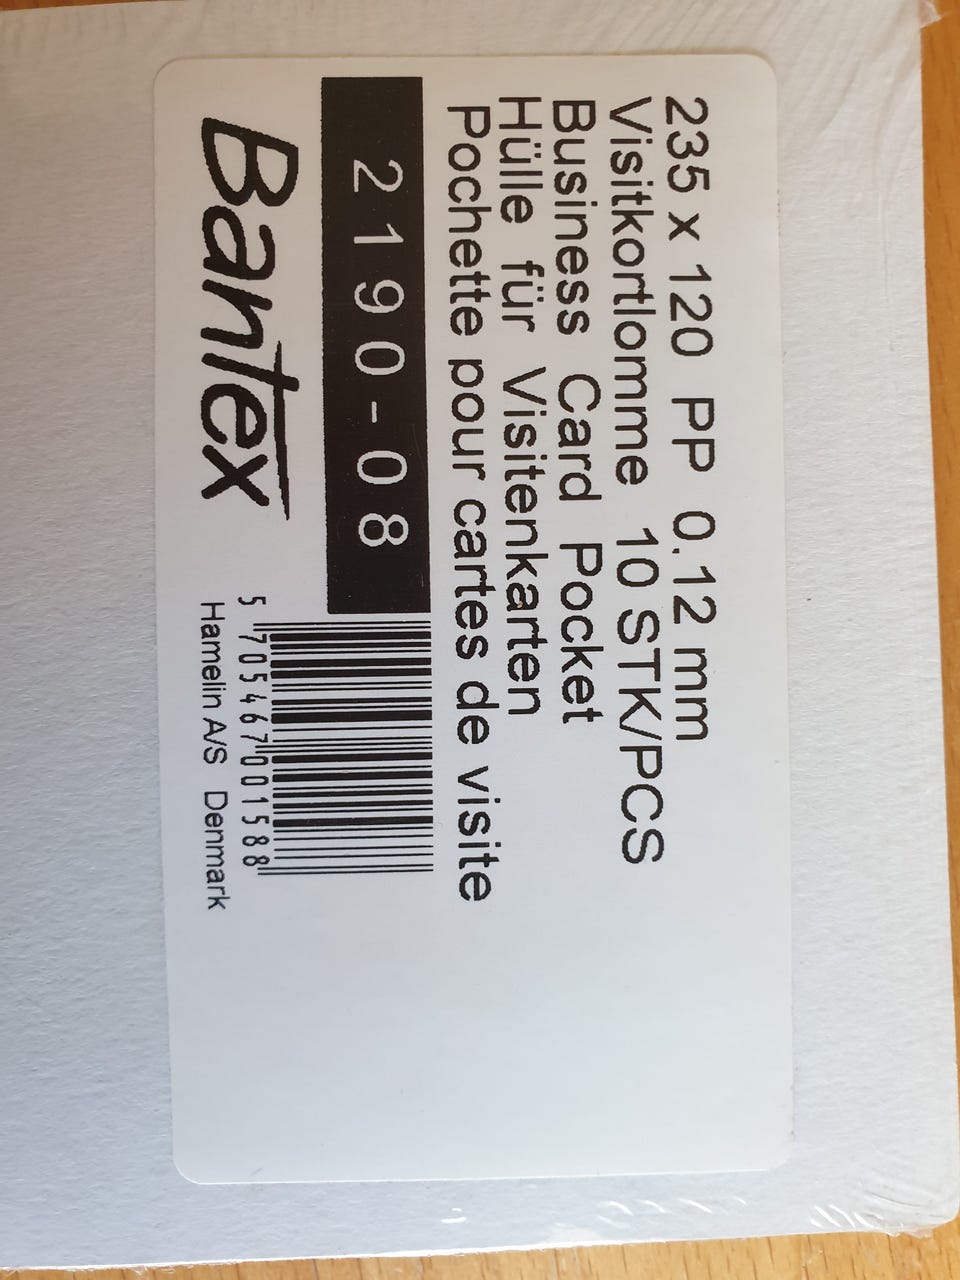 235 x 120 PP 0.12 mm
Visitkortlomme 10 STK/PCS
Business Card Pocket
Hülle für Visitenkarten
Pochette pour cartes de visite
2190-08
Bantex
5 705467 001588
Hamelin A/S Denmark